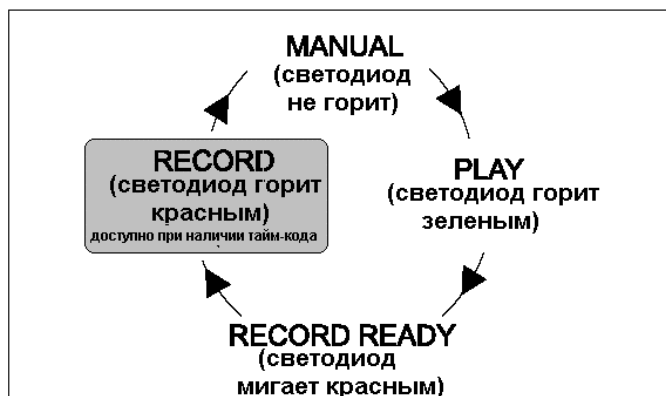 MANUAL
(светодиод
не горит)
PLAY
(светодиод горит
зеленым)
RECORD READY
(светодиод
мигает красным)
RECORD
(светодиод горит
красным)
доступно при наличии тайм-кода